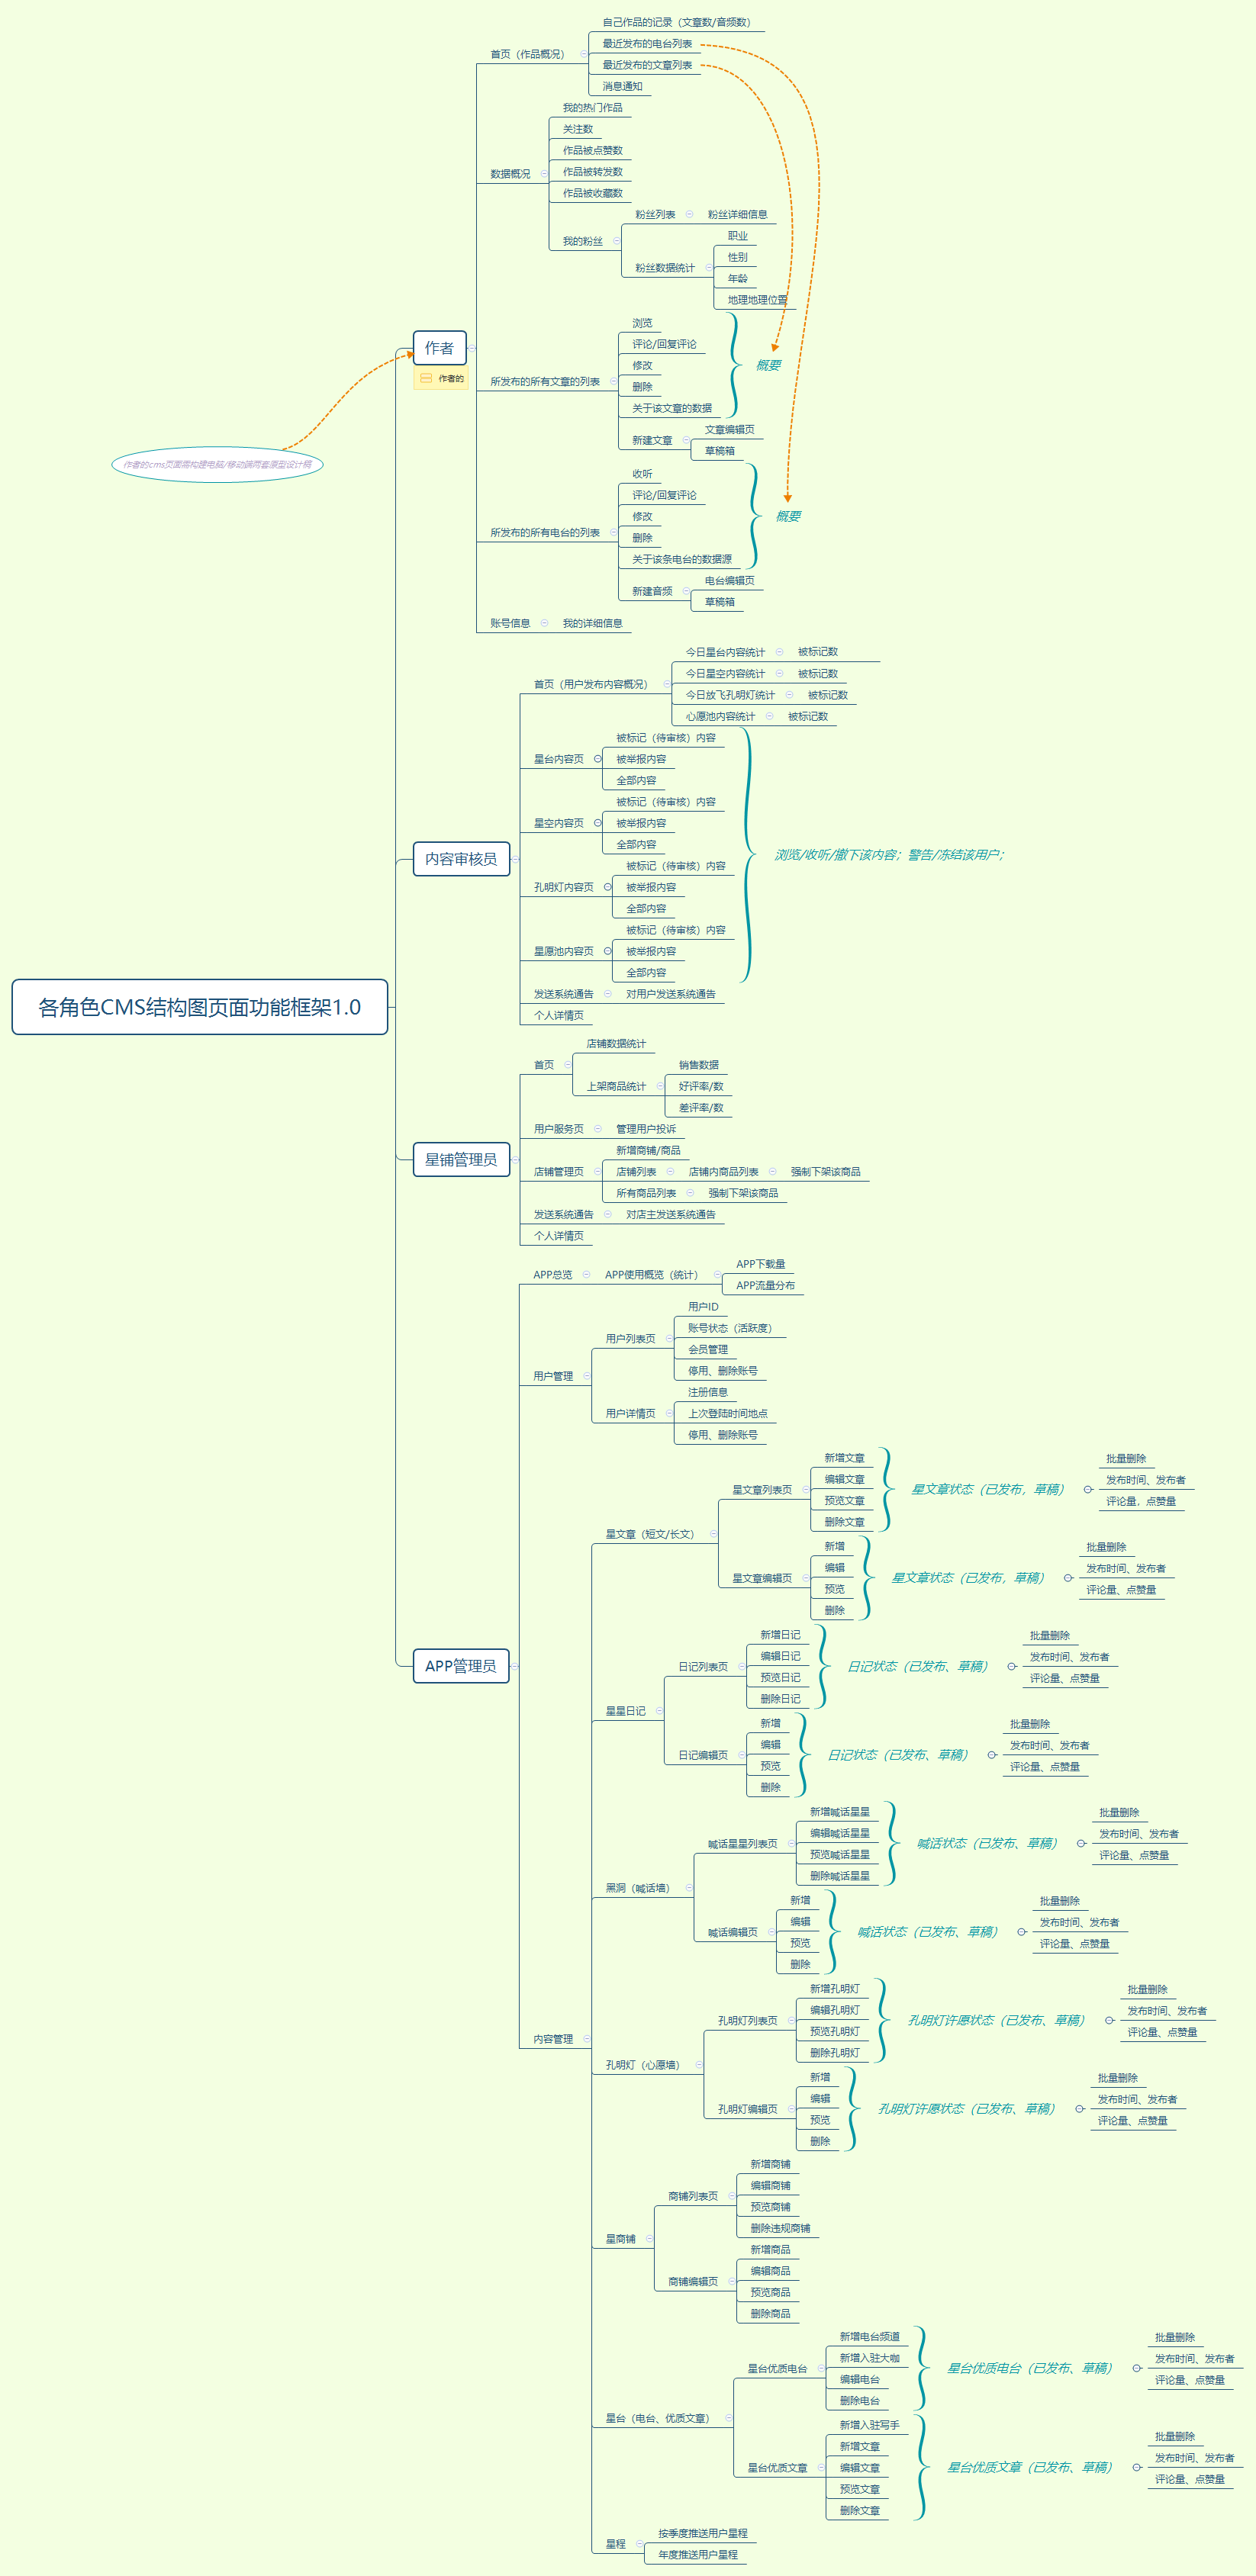 各角色CMS结构图页面功能框架1.0
作者的cms页面需构建电脑/移动端两套原型设计稿
作者
作者的
首页（作品概况）
自己作品的记录（文章数/音频数）
最近发布的电台列表
最近发布的文章列表
消息通知
数据概况
我的热门作品
关注数
作品被点赞数
作品被转发数
作品被收藏数
我的粉丝
粉丝列表
粉丝详细信息
粉丝数据统计
职业
性别
年龄
地理地理位置
所发布的所有文章的列表
浏览
评论/回复评论
修改
删除
关于该文章的数据
概要
新建文章
文章编辑页
草稿箱
所发布的所有电台的列表
收听
评论/回复评论
修改
删除
关于该条电台的数据源
概要
新建音频
电台编辑页
草稿箱
账号信息
我的详细信息
内容审核员
首页（用户发布内容概况）
今日星台内容统计
被标记数
今日星空内容统计
被标记数
今日放飞孔明灯统计
被标记数
心愿池内容统计
被标记数
星台内容页
被标记（待审核）内容
被举报内容
全部内容
星空内容页
被标记（待审核）内容
被举报内容
全部内容
孔明灯内容页
被标记（待审核）内容
被举报内容
全部内容
星愿池内容页
被标记（待审核）内容
被举报内容
全部内容
浏览/收听/撤下该内容；警告/冻结该用户；
发送系统通告
对用户发送系统通告
个人详情页
星铺管理员
首页
店铺数据统计
上架商品统计
销售数据
好评率/数
差评率/数
用户服务页
管理用户投诉
店铺管理页
新增商铺/商品
店铺列表
店铺内商品列表
强制下架该商品
所有商品列表
强制下架该商品
发送系统通告
对店主发送系统通告
个人详情页
APP管理员
APP总览
APP使用概览（统计）
APP下载量
APP流量分布
用户管理
用户列表页
用户ID
账号状态（活跃度）
会员管理
停用、删除账号
用户详情页
注册信息
上次登陆时间地点
停用、删除账号
内容管理
星文章（短文/长文）
星文章列表页
新增文章
编辑文章
预览文章
删除文章
星文章状态（已发布，草稿）
批量删除
发布时间、发布者
评论量，点赞量
星文章编辑页
新增
编辑
预览
删除
星文章状态（已发布，草稿）
批量删除
发布时间、发布者
评论量、点赞量
星星日记
日记列表页
新增日记
编辑日记
预览日记
删除日记
日记状态（已发布、草稿）
批量删除
发布时间、发布者
评论量、点赞量
日记编辑页
新增
编辑
预览
删除
日记状态（已发布、草稿）
批量删除
发布时间、发布者
评论量、点赞量
黑洞（喊话墙）
喊话星星列表页
新增喊话星星
编辑喊话星星
预览喊话星星
删除喊话星星
喊话状态（已发布、草稿）
批量删除
发布时间、发布者
评论量、点赞量
喊话编辑页
新增
编辑
预览
删除
喊话状态（已发布、草稿）
批量删除
发布时间、发布者
评论量、点赞量
孔明灯（心愿墙）
孔明灯列表页
新增孔明灯
编辑孔明灯
预览孔明灯
删除孔明灯
孔明灯许愿状态（已发布、草稿）
批量删除
发布时间、发布者
评论量、点赞量
孔明灯编辑页
新增
编辑
预览
删除
孔明灯许愿状态（已发布、草稿）
批量删除
发布时间、发布者
评论量、点赞量
星商铺
商铺列表页
新增商铺
编辑商铺
预览商铺
删除违规商铺
商铺编辑页
新增商品
编辑商品
预览商品
删除商品
星台（电台、优质文章）
星台优质电台
新增电台频道
新增入驻大咖
编辑电台
删除电台
星台优质电台（已发布、草稿）
批量删除
发布时间、发布者
评论量、点赞量
星台优质文章
新增入驻写手
新增文章
编辑文章
预览文章
删除文章
星台优质文章（已发布、草稿）
批量删除
发布时间、发布者
评论量、点赞量
星程
按季度推送用户星程
年度推送用户星程